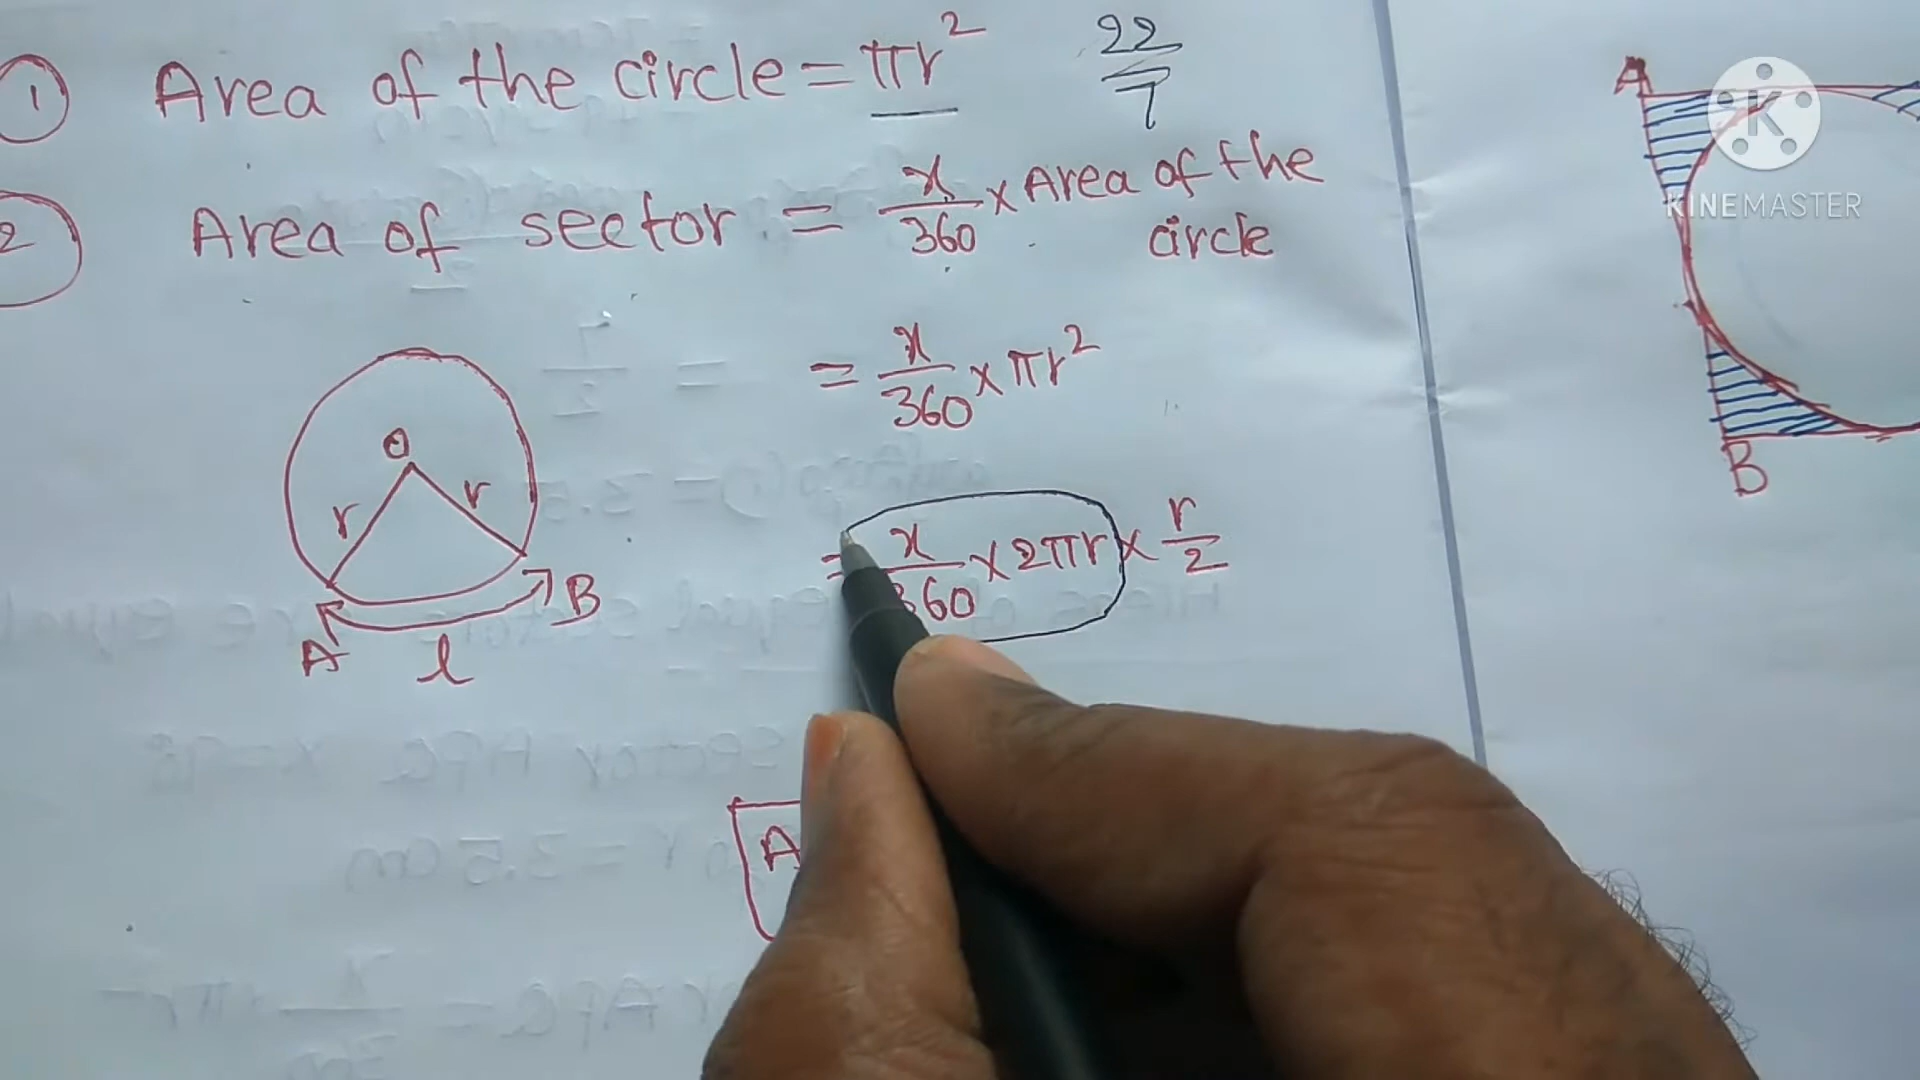 1 Area of the circle = πr² 22/7
2 Area of sector = x/360 × Area of the circle
= x/360 × πr²
= x/360 × 2πr × r/2
O
r r
A B
l
A
A
B
K
KINEMASTER